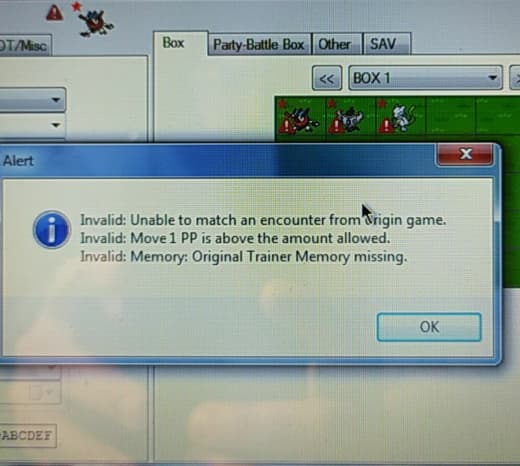 OT/Misc
Box
Party-Battle Box
Other
SAV
<<
BOX 1
Alert
Invalid: Unable to match an encounter from origin game.
Invalid: Move 1 PP is above the amount allowed.
Invalid: Memory: Original Trainer Memory missing.
OK
ABCDEF